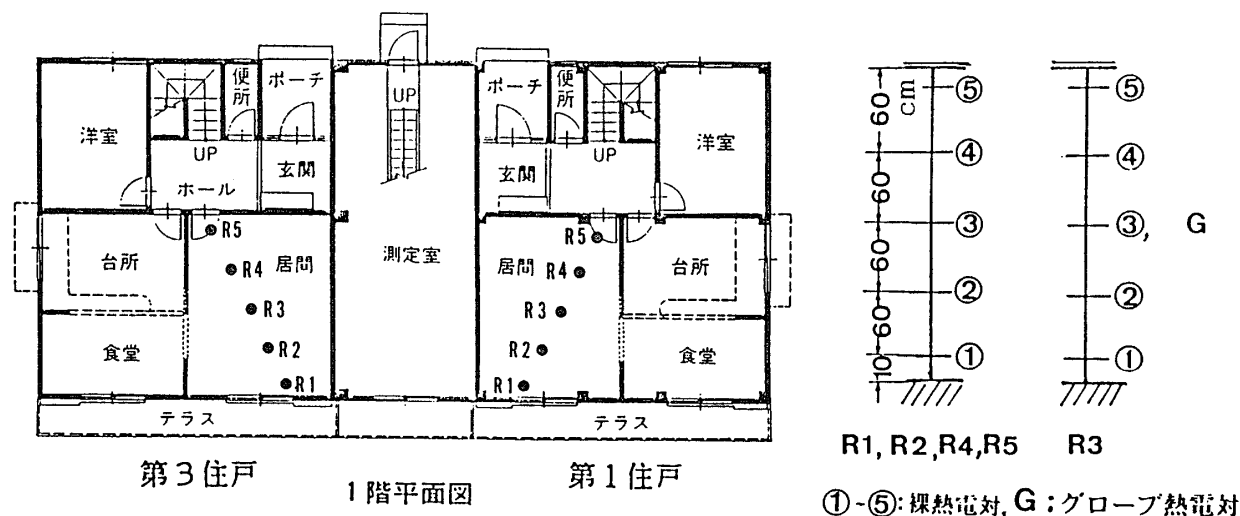 便所
ポーチ
UP
ポーチ
便所
洋室
UP
玄関
ホール
玄関
UP
洋室
台所
R5
居間
測定室
居間
R5
台所
R4
R4
R3
R3
食堂
R2
R2
食堂
R1
R1
テラス
テラス
第3住戸
1階平面図
第1住戸
60
cm
60
60
60
10
⑤
④
③
②
①
⑤
④
③, G
②
①
R1, R2,R4,R5
R3
①-⑤:裸熱電対, G:グローブ熱電対